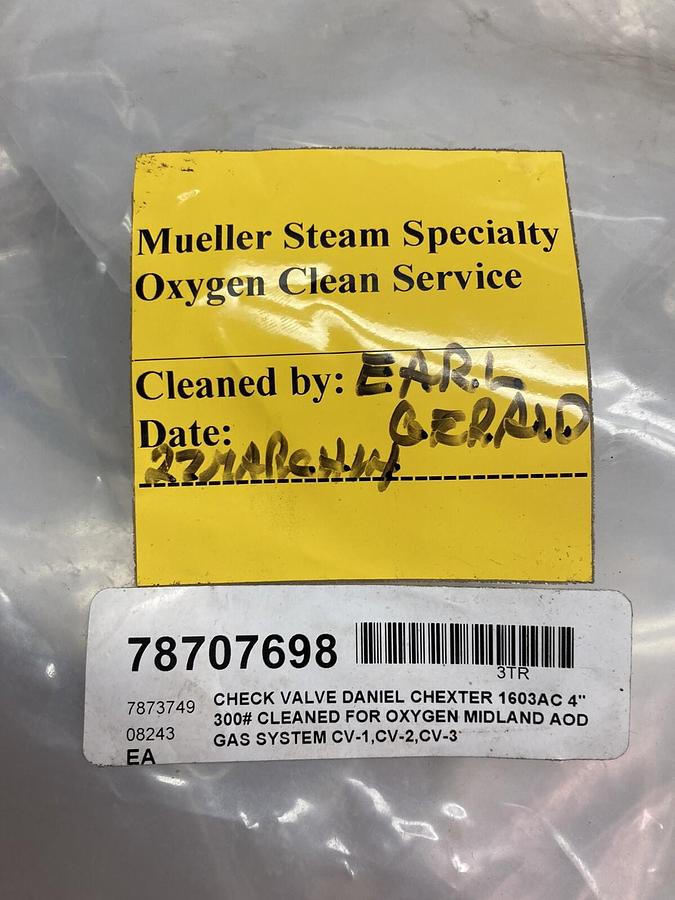 Mueller Steam Specialty
Oxygen Clean Service
Cleaned by: EARL
GERALD
Date:
78707698
3TR
7873749
08243
EA
CHECK VALVE DANIEL CHEXTER 1603AC 4"
300# CLEANED FOR OXYGEN MIDLAND AOD
GAS SYSTEM CV-1,CV-2,CV-3